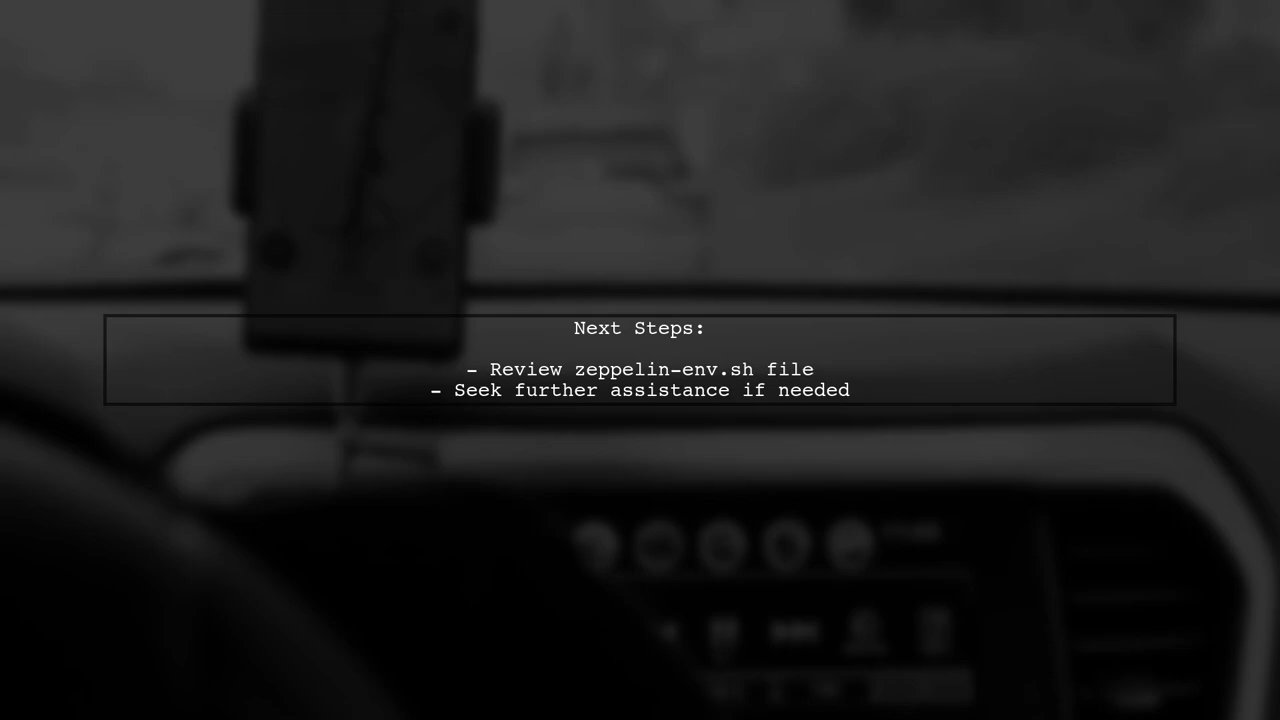 Next Steps:
- Review zeppelin-env.sh file
- Seek further assistance if needed